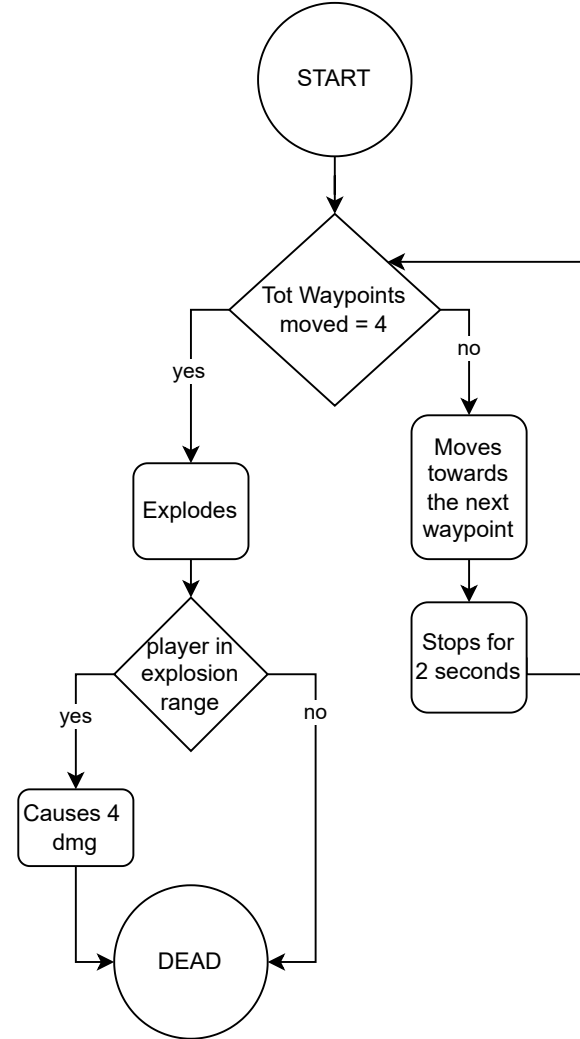 START
Tot Waypoints
moved = 4
yes
no
Moves
towards
the next
waypoint
Explodes
Stops for
2 seconds
player in
explosion
range
yes
no
Causes 4
dmg
DEAD